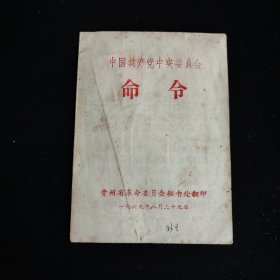 中国共产党中央委员会
命令
贵州省革命委员会秘书处翻印
一九六九年八月二十九日